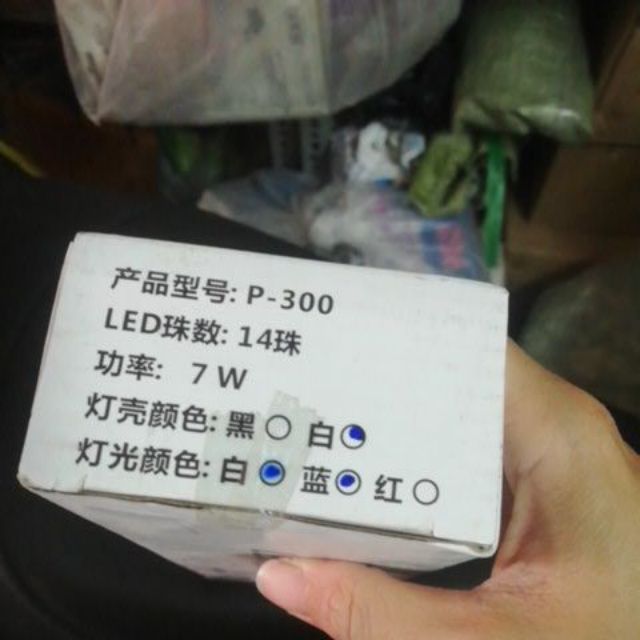 产品型号: P-300
LED珠数: 14珠
功率: 7W
灯壳颜色: 黑○ 白○
灯光颜色: 白○ 蓝○ 红○